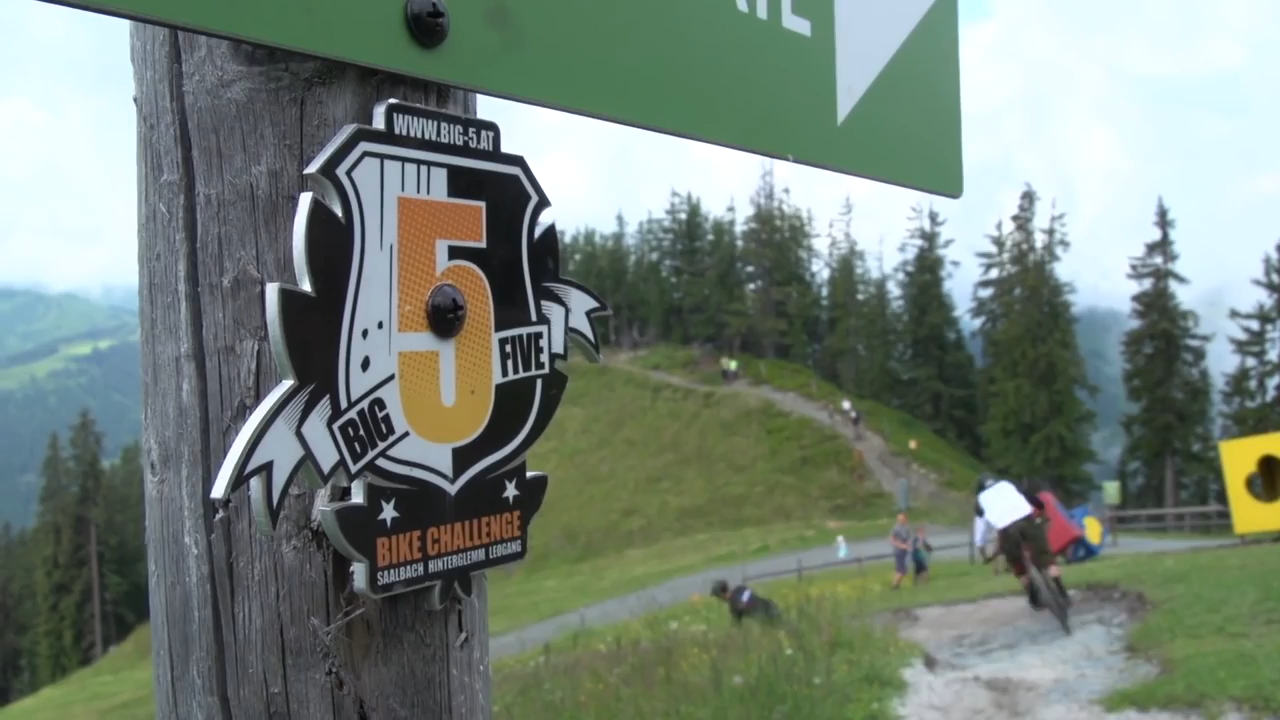 WWW.BIG-5.AT
5
BIG FIVE
BIKE CHALLENGE
SAALBACH HINTERGLEMM LEOGANG